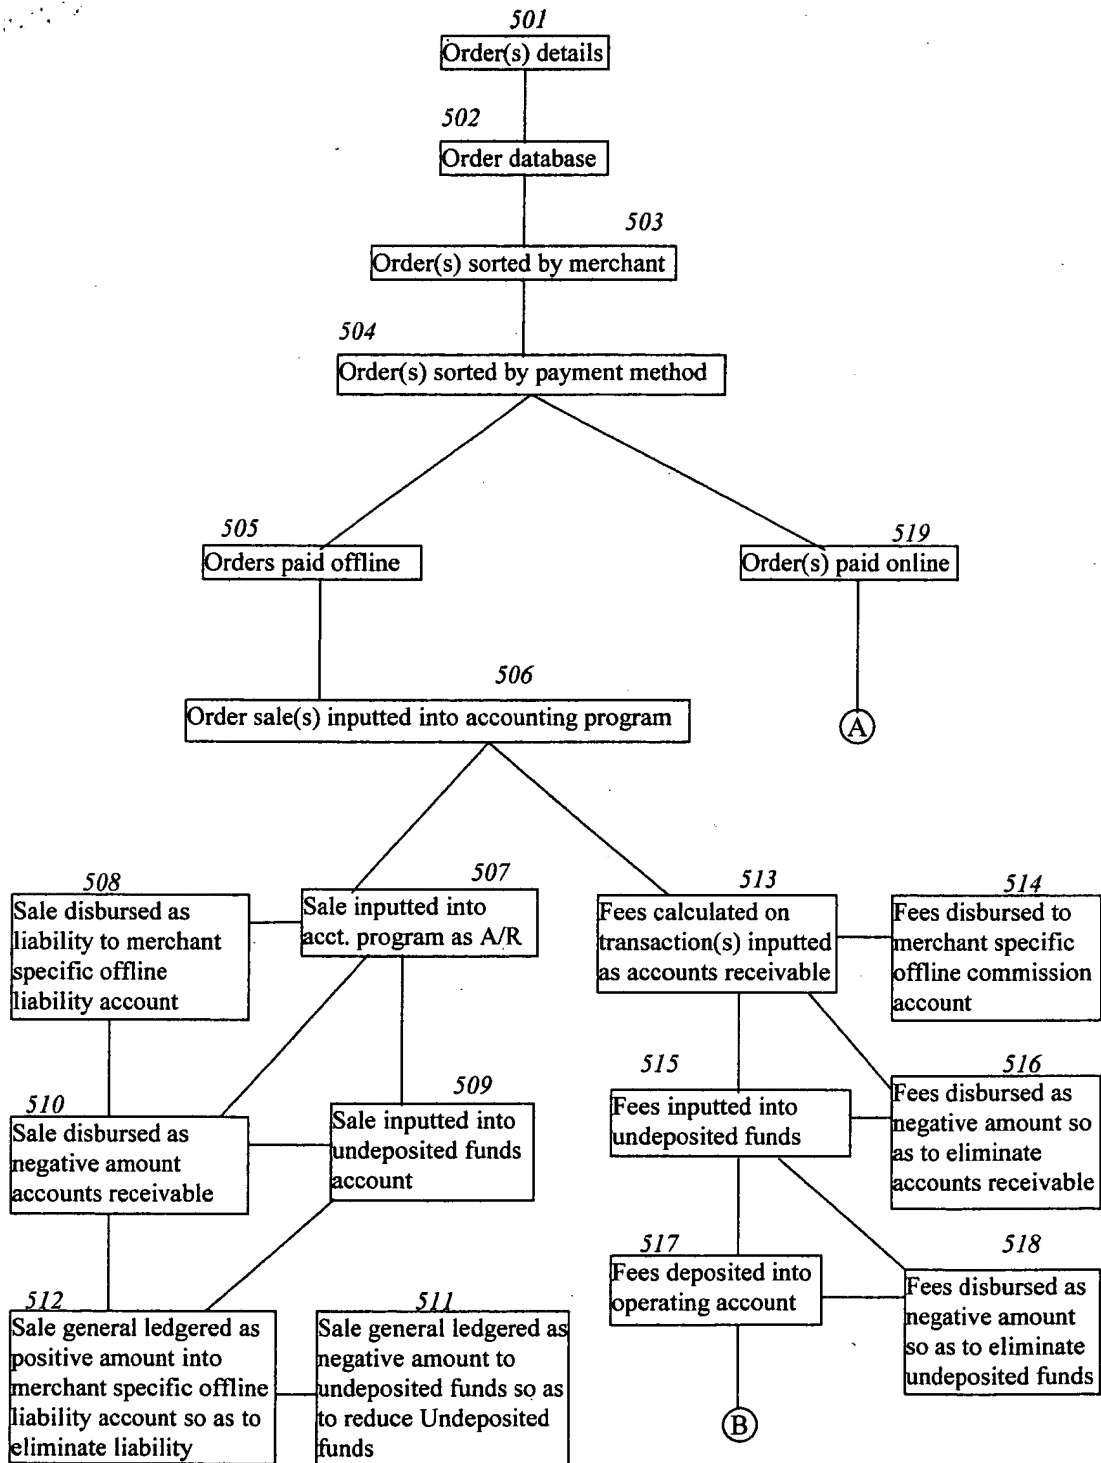 501
Order(s) details
502
Order database
503
Order(s) sorted by merchant
504
Order(s) sorted by payment method
505
Orders paid offline
519
Order(s) paid online
506
Order sale(s) inputted into accounting program
A
508
Sale disbursed as
liability to merchant
specific offline
liability account
507
Sale inputted into
acct. program as A/R
513
Fees calculated on
transaction(s) inputted
as accounts receivable
514
Fees disbursed to
merchant specific
offline commission
account
510
Sale disbursed as
negative amount
accounts receivable
509
Sale inputted into
undeposited funds
account
515
Fees inputted into
undeposited funds
516
Fees disbursed as
negative amount so
as to eliminate
accounts receivable
512
Sale general ledgered as
positive amount into
merchant specific offline
liability account so as to
eliminate liability
511
Sale general ledgered as
negative amount to
undeposited funds so as
to reduce Undeposited
funds
517
Fees deposited into
operating account
518
Fees disbursed as
negative amount
so as to eliminate
undeposited funds
B